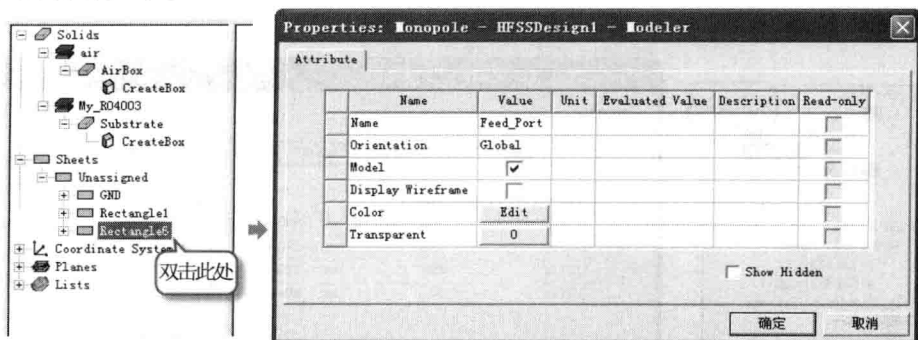 Solids
air
AirBox
CreateBox
My_RO4003
Substrate
CreateBox
Sheets
Unassigned
GND
Rectangle1
Rectangle6
Coordinate System
Planes
Lists
双击此处
Properties: Monopole - HFSSDesign1 - Modeler
Attribute
Name Value Unit Evaluated Value Description Read-only
Name Feed_Port
Orientation Global
Model
Display Wireframe
Color Edit
Transparent 0
Show Hidden
确定 取消